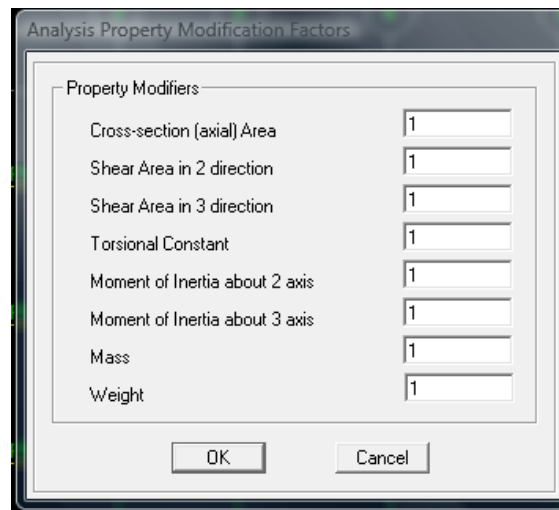 Analysis Property Modification Factors
Property Modifiers
Cross-section (axial) Area 1
Shear Area in 2 direction 1
Shear Area in 3 direction 1
Torsional Constant 1
Moment of Inertia about 2 axis 1
Moment of Inertia about 3 axis 1
Mass 1
Weight 1
OK Cancel